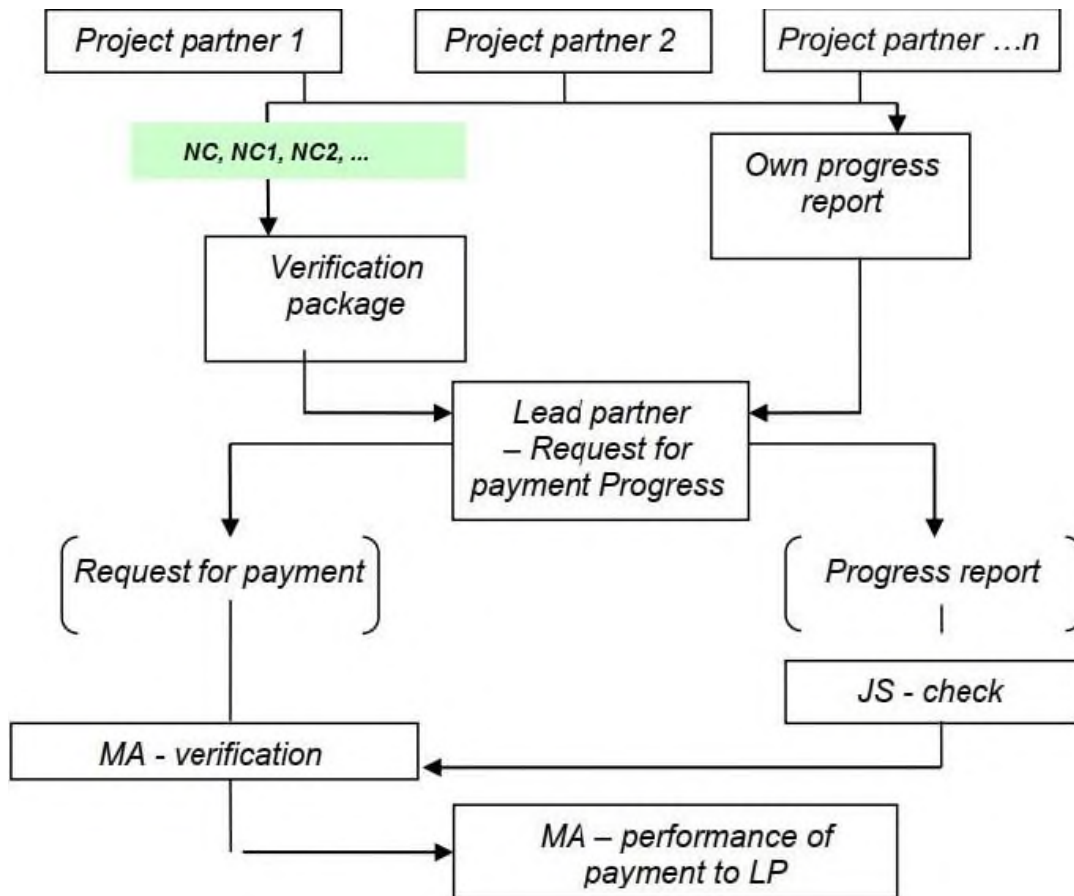 Project partner 1
Project partner 2
Project partner ...n
NC, NC1, NC2, ...
Own progress
report
Verification
package
Lead partner
– Request for
payment Progress
Request for payment
Progress report
JS - check
MA - verification
MA – performance of
payment to LP